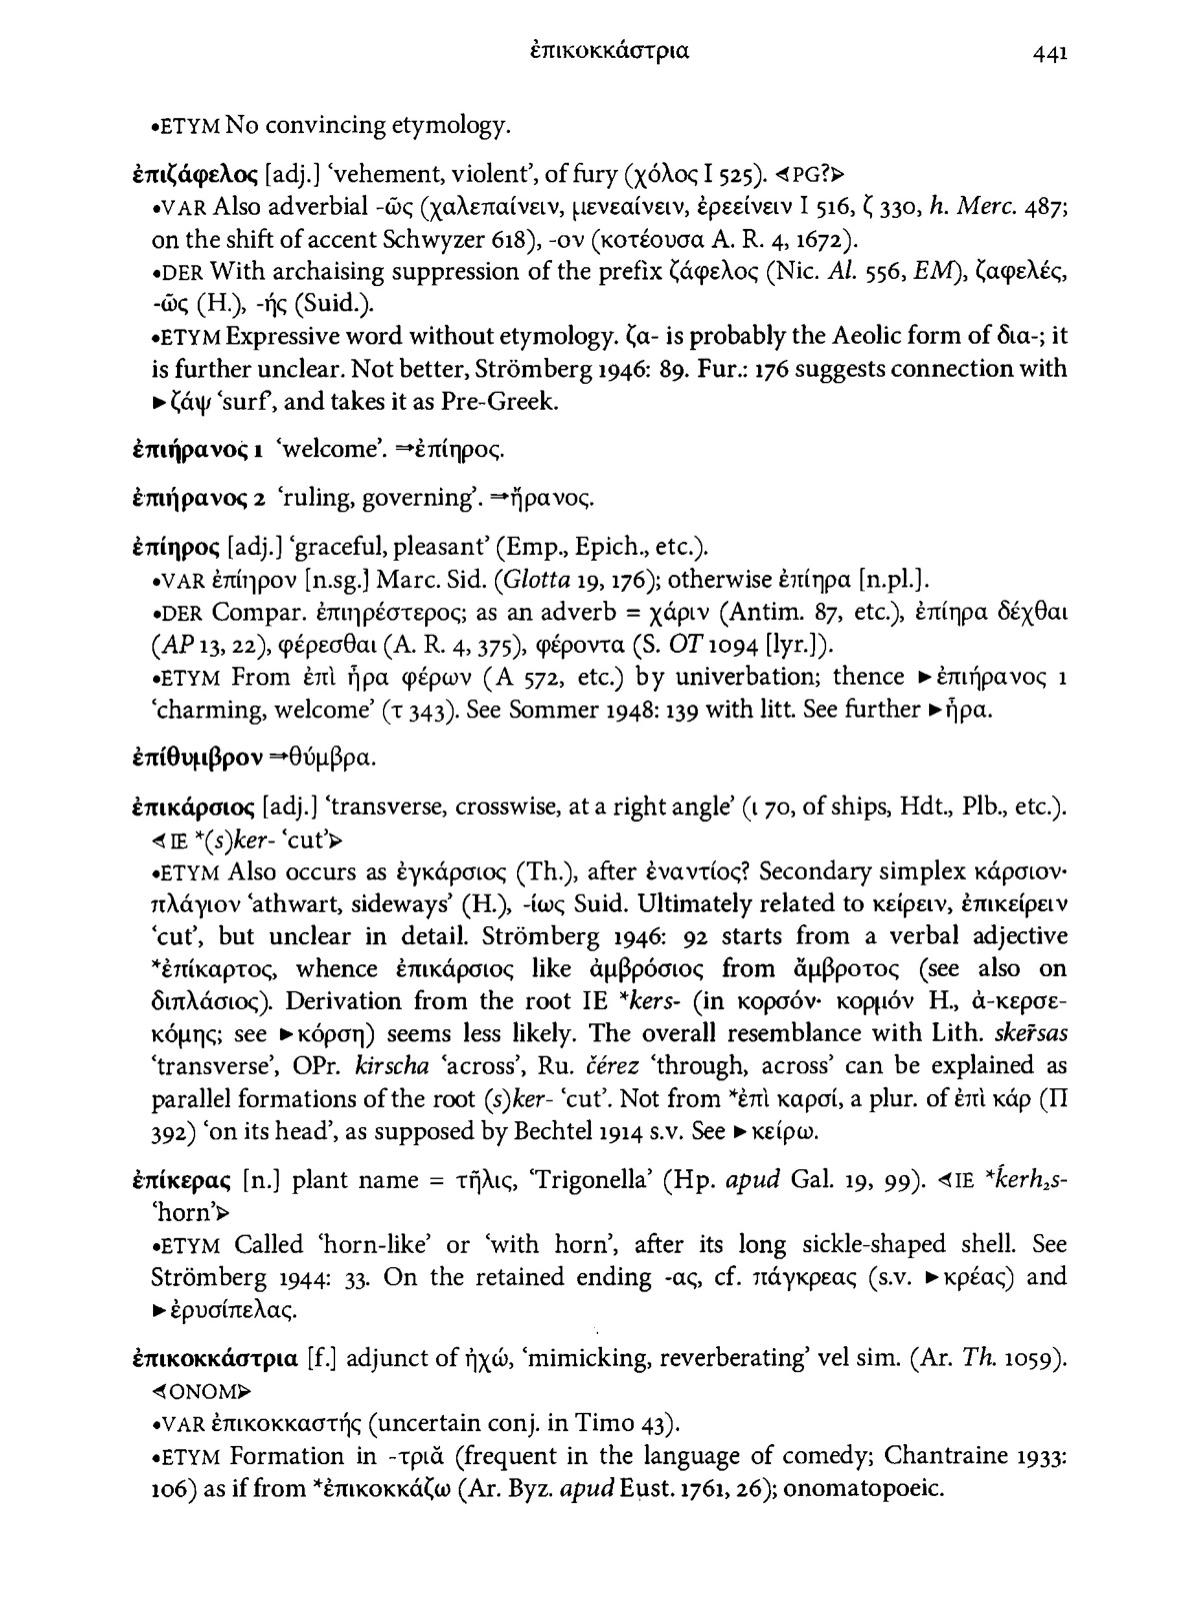 ἐπικοκκάστρια 441
•ETYM No convincing etymology.
ἐπιζάφελος [adj.] ‘vehement, violent’, of fury (χόλος I 525). ⋖PG?⋗
•VAR Also adverbial -ῶς (χαλεπαίνειν, μενεαίνειν, ἐρεείνειν I 516, ζ 330, h. Merc. 487;
on the shift of accent Schwyzer 618), -ον (κοτέουσα A. R. 4, 1672).
•DER With archaising suppression of the prefix ζάφελος (Nic. Al. 556, EM), ζαφελές,
-ῶς (H.), -ής (Suid.).
•ETYM Expressive word without etymology. ζα- is probably the Aeolic form of δια-; it
is further unclear. Not better, Strömberg 1946: 89. Fur.: 176 suggests connection with
►ζάψ ‘surf’, and takes it as Pre-Greek.
ἐπιήρανος 1 ‘welcome’. ⇒ἐπίηρος.
ἐπιήρανος 2 ‘ruling, governing’. ⇒ἤρανος.
ἐπίηρος [adj.] ‘graceful, pleasant’ (Emp., Epich., etc.).
•VAR ἐπίηρον [n.sg.] Marc. Sid. (Glotta 19, 176); otherwise ἐπίηρα [n.pl.].
•DER Compar. ἐπιηρέστερος; as an adverb = χάριν (Antim. 87, etc.), ἐπίηρα δέχθαι
(AP 13, 22), φέρεσθαι (A. R. 4, 375), φέροντα (S. OT 1094 [lyr.]).
•ETYM From ἐπὶ ἦρα φέρων (A 572, etc.) by univerbation; thence ►ἐπιήρανος 1
‘charming, welcome’ (τ 343). See Sommer 1948: 139 with litt. See further ►ἦρα.
ἐπίθυμβρον ⇒θύμβρα.
ἐπικάρσιος [adj.] ‘transverse, crosswise, at a right angle’ (ι 70, of ships, Hdt., Plb., etc.).
⋖IE *(s)ker- ‘cut’⋗
•ETYM Also occurs as ἐγκάρσιος (Th.), after ἐναντίος? Secondary simplex κάρσιον·
πλάγιον ‘athwart, sideways’ (H.), -ίως Suid. Ultimately related to κείρειν, ἐπικείρειν
‘cut’, but unclear in detail. Strömberg 1946: 92 starts from a verbal adjective
*ἐπίκαρτος, whence ἐπικάρσιος like ἀμβρόσιος from ἄμβροτος (see also on
διπλάσιος). Derivation from the root IE *kers- (in κορσόν· κορμόν H., ἀ-κερσε-
κόμης; see ►κόρση) seems less likely. The overall resemblance with Lith. sker̃sas
‘transverse’, OPr. kirscha ‘across’, Ru. čérez ‘through, across’ can be explained as
parallel formations of the root (s)ker- ‘cut’. Not from *ἐπὶ καρσί, a plur. of ἐπὶ κάρ (Π
392) ‘on its head’, as supposed by Bechtel 1914 s.v. See ►κείρω.
ἐπίκερας [n.] plant name = τῆλις, ‘Trigonella’ (Hp. apud Gal. 19, 99). ⋖IE *ḱerh₂s-
‘horn’⋗
•ETYM Called ‘horn-like’ or ‘with horn’, after its long sickle-shaped shell. See
Strömberg 1944: 33. On the retained ending -ας, cf. πάγκρεας (s.v. ►κρέας) and
►ἐρυσίπελας.
ἐπικοκκάστρια [f.] adjunct of ἠχώ, ‘mimicking, reverberating’ vel sim. (Ar. Th. 1059).
⋖ONOM⋗
•VAR ἐπικοκκαστής (uncertain conj. in Timo 43).
•ETYM Formation in -τριᾰ (frequent in the language of comedy; Chantraine 1933:
106) as if from *ἐπικοκκάζω (Ar. Byz. apud Eust. 1761, 26); onomatopoeic.